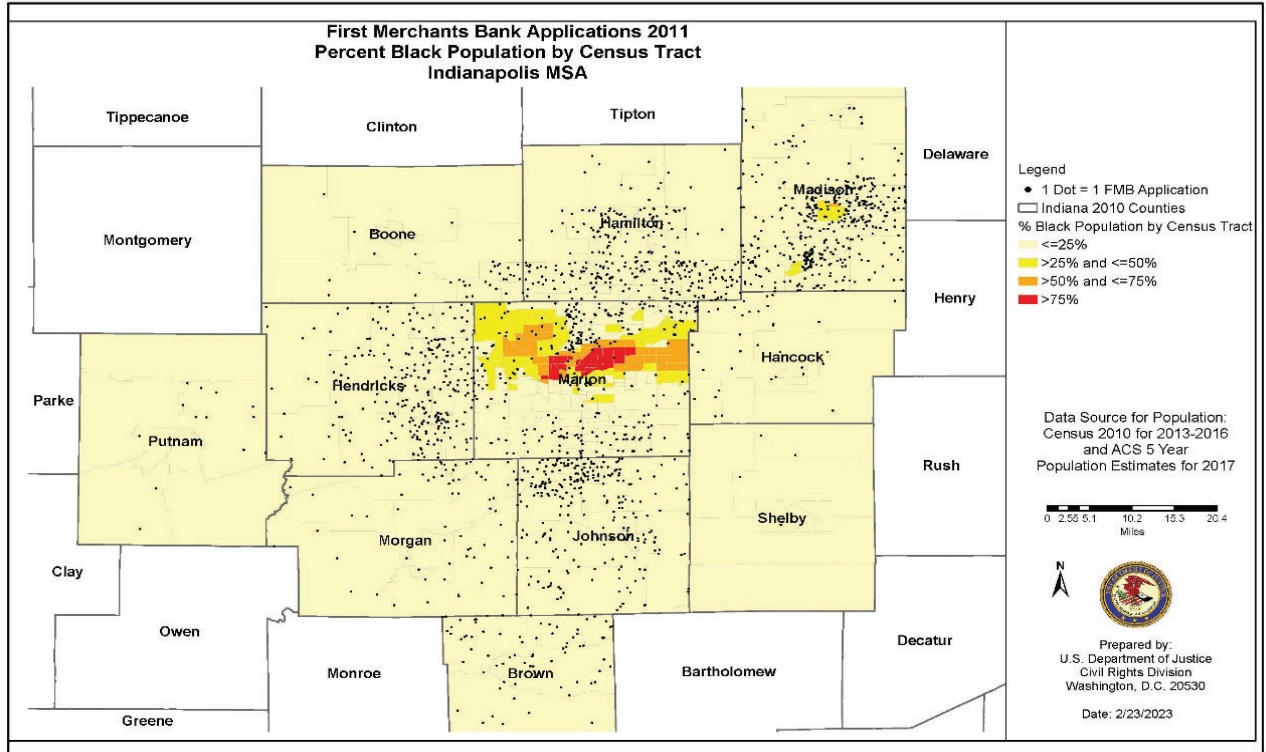 First Merchants Bank Applications 2011
Percent Black Population by Census Tract
Indianapolis MSA
Tippecanoe
Clinton
Tipton
Delaware
Madison
Montgomery
Boone
Hamilton
Henry
Hancock
Hendricks
Marion
Parke
Putnam
Rush
Shelby
Morgan
Johnson
Clay
Owen
Decatur
Monroe
Brown
Bartholomew
Greene
Legend
1 Dot = 1 FMB Application
Indiana 2010 Counties
% Black Population by Census Tract
<=25%
>25% and <=50%
>50% and <=75%
>75%
Data Source for Population:
Census 2010 for 2013-2016
and ACS 5 Year
Population Estimates for 2017
0 2.55 5.1 10.2 15.3 20.4
Miles
N
Prepared by:
U.S. Department of Justice
Civil Rights Division
Washington, D.C. 20530
Date: 2/23/2023